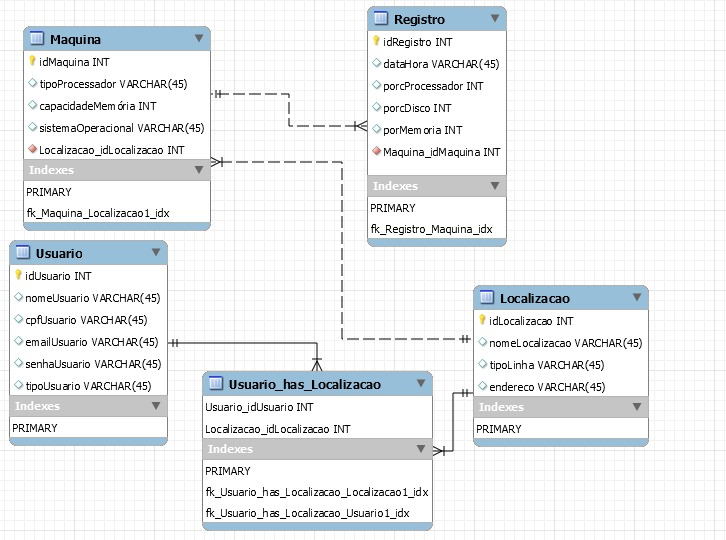 Maquina
idMaquina INT
tipoProcessador VARCHAR(45)
capacidadeMemória INT
sistemaOperacional VARCHAR(45)
Localizacao_idLocalizacao INT
Indexes
PRIMARY
fk_Maquina_Localizacao1_idx
Registro
idRegistro INT
dataHora VARCHAR(45)
porcProcessador INT
porcDisco INT
porMemoria INT
Maquina_idMaquina INT
Indexes
PRIMARY
fk_Registro_Maquina_idx
Usuario
idUsuario INT
nomeUsuario VARCHAR(45)
cpfUsuario VARCHAR(45)
emailUsuario VARCHAR(45)
senhaUsuario VARCHAR(45)
tipoUsuario VARCHAR(45)
Indexes
PRIMARY
Localizacao
idLocalizacao INT
nomeLocalizacao VARCHAR(45)
tipoLinha VARCHAR(45)
endereco VARCHAR(45)
Indexes
PRIMARY
Usuario_has_Localizacao
Usuario_idUsuario INT
Localizacao_idLocalizacao INT
Indexes
PRIMARY
fk_Usuario_has_Localizacao_Localizacao1_idx
fk_Usuario_has_Localizacao_Usuario1_idx